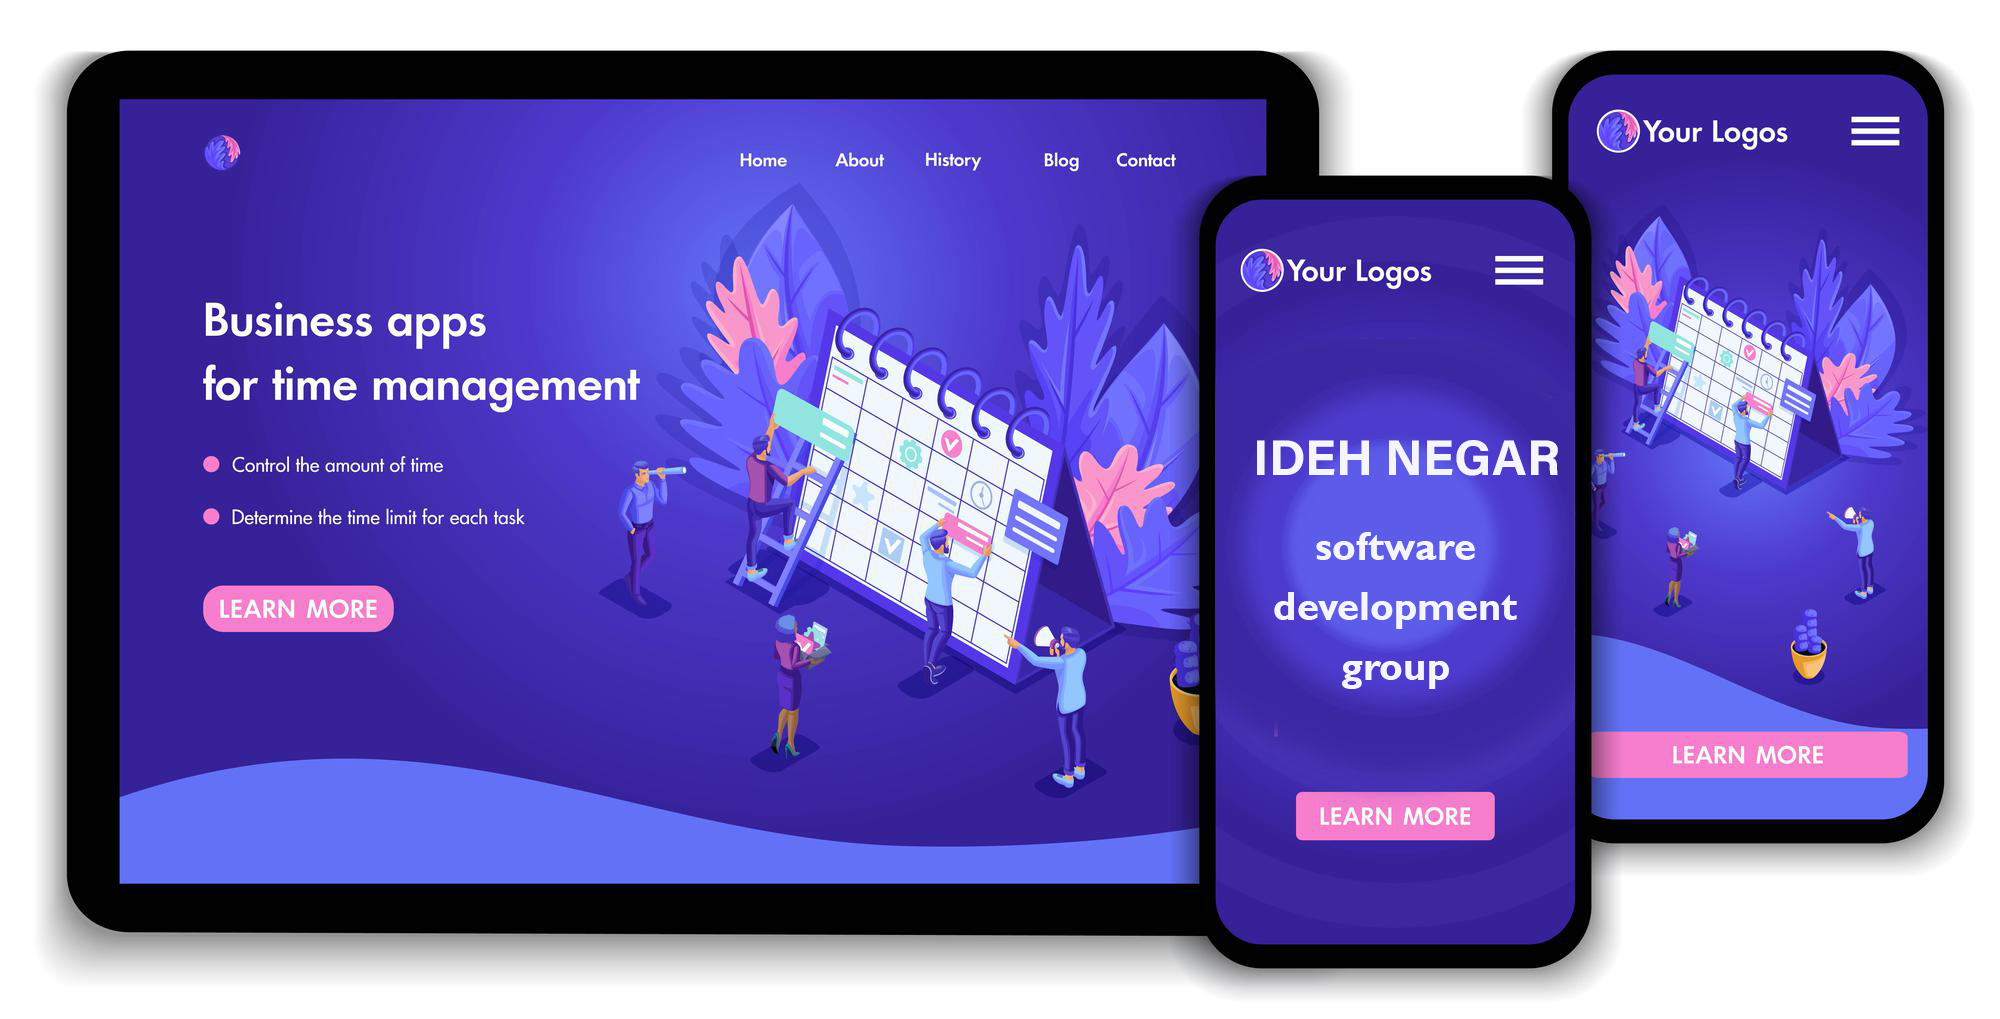 Home About History Blog Contact
Business apps
for time management
Control the amount of time
Determine the time limit for each task
LEARN MORE
Your Logos
IDEH NEGAR
software
development
group
LEARN MORE
Your Logos
LEARN MORE